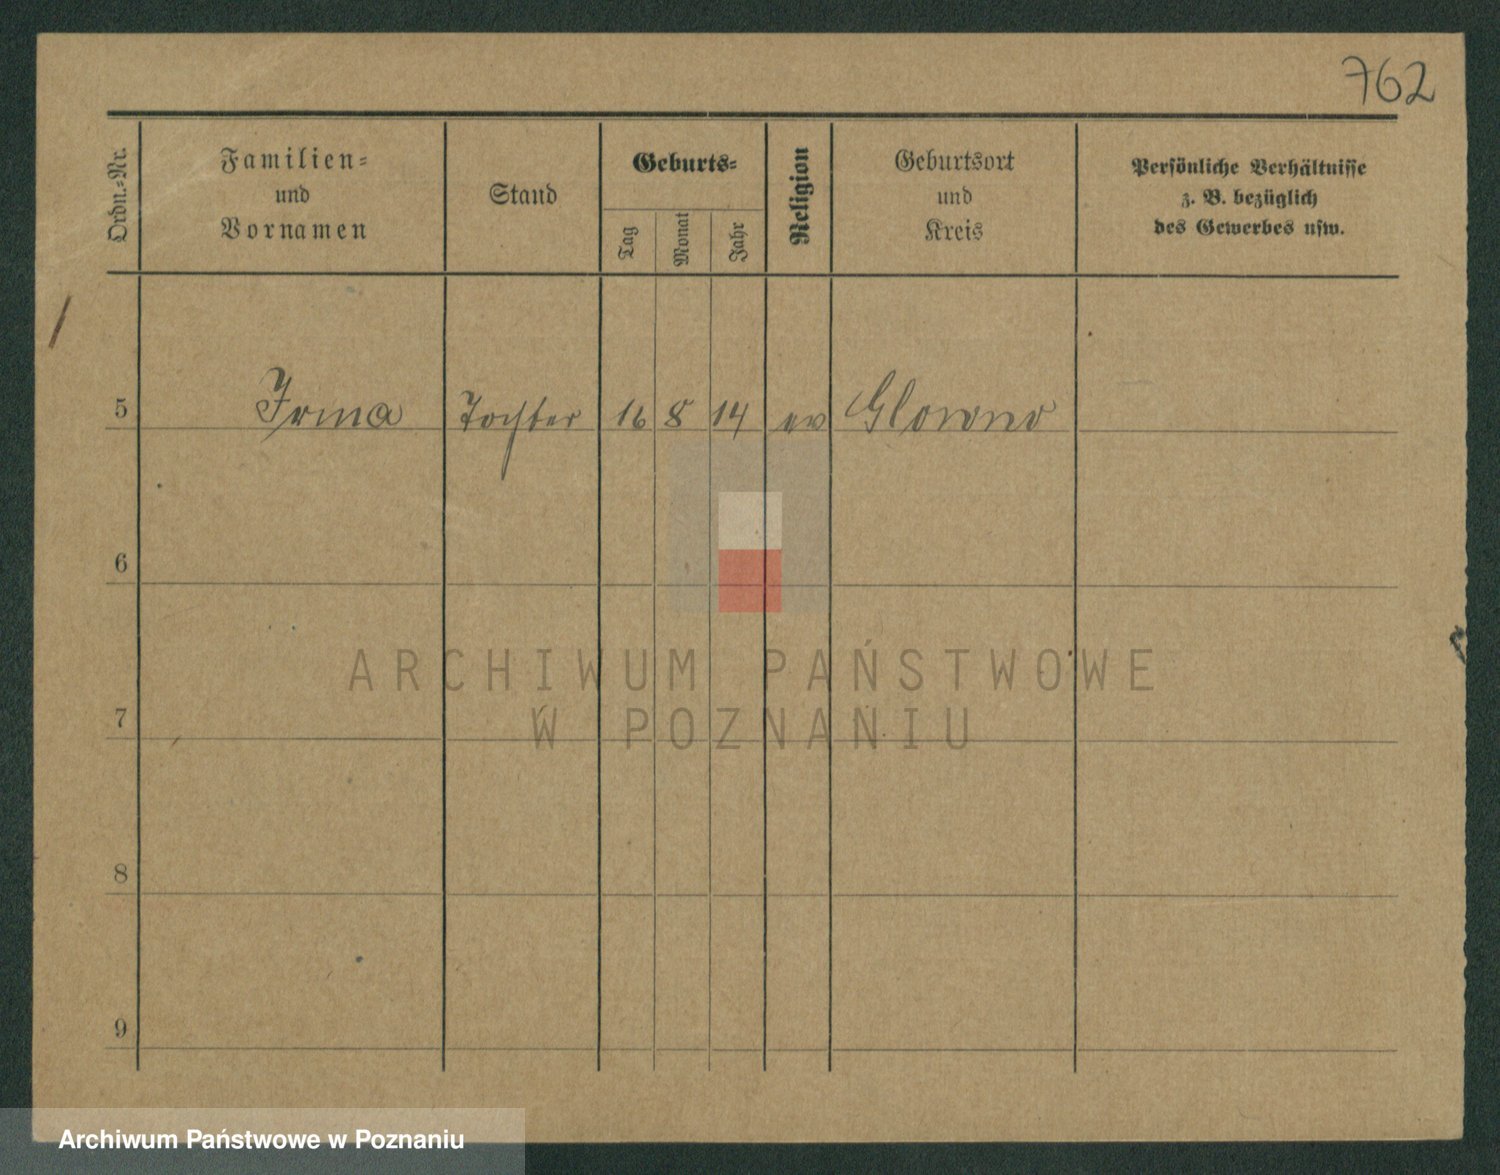 762
Ordn.=Nr.
Familien=
und
Vornamen
Stand
Geburts=
Tag
Monat
Jahr
Religion
Geburtsort
und
Kreis
Persönliche Verhältnisse
z. B. bezüglich
des Gewerbes usw.
5 Irma Tochter 16 8 14 ev Glowno
6
ARCHIWUM PAŃSTWOWE
7
W POZNANIU
8
9
Archiwum Państwowe w Poznaniu